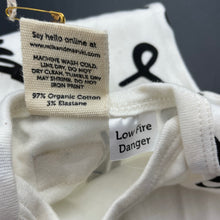 Say hello online at
www.milkandmasuki.com
MACHINE WASH COLD.
LINE DRY. DO NOT
DRY CLEAN. TUMBLE DRY
MAY SHRINK. DO NOT
IRON PRINT
97% Organic Cotton
3% Elastane
Low Fire
Danger